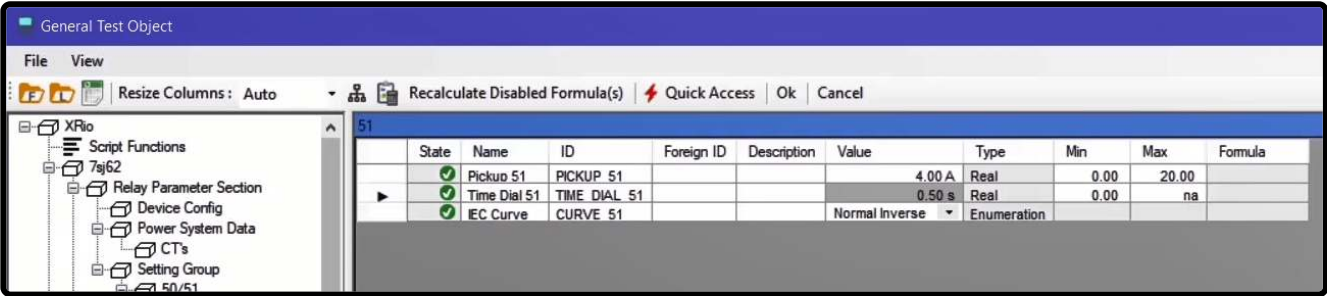 General Test Object
File View
Resize Columns: Auto Recalculate Disabled Formula(s) Quick Access Ok Cancel
XRio
Script Functions
7sj62
Relay Parameter Section
Device Config
Power System Data
CT's
Setting Group
50/51
51
State Name ID Foreign ID Description Value Type Min Max Formula
Pickup 51 PICKUP_51 4.00 A Real 0.00 20.00
Time Dial 51 TIME_DIAL_51 0.50 s Real 0.00 na
IEC Curve CURVE_51 Normal Inverse Enumeration